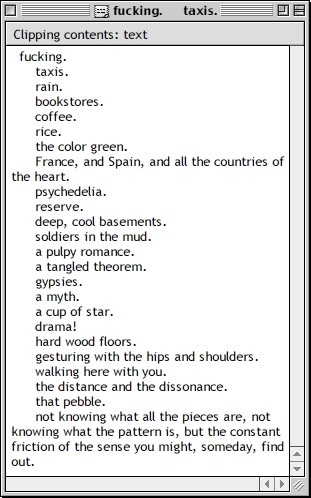 fucking.     taxis.
Clipping contents: text
fucking.
taxis.
rain.
bookstores.
coffee.
rice.
the color green.
France, and Spain, and all the countries of
the heart.
psychedelia.
reserve.
deep, cool basements.
soldiers in the mud.
a pulpy romance.
a tangled theorem.
gypsies.
a myth.
a cup of star.
drama!
hard wood floors.
gesturing with the hips and shoulders.
walking here with you.
the distance and the dissonance.
that pebble.
not knowing what all the pieces are, not
knowing what the pattern is, but the constant
friction of the sense you might, someday, find
out.